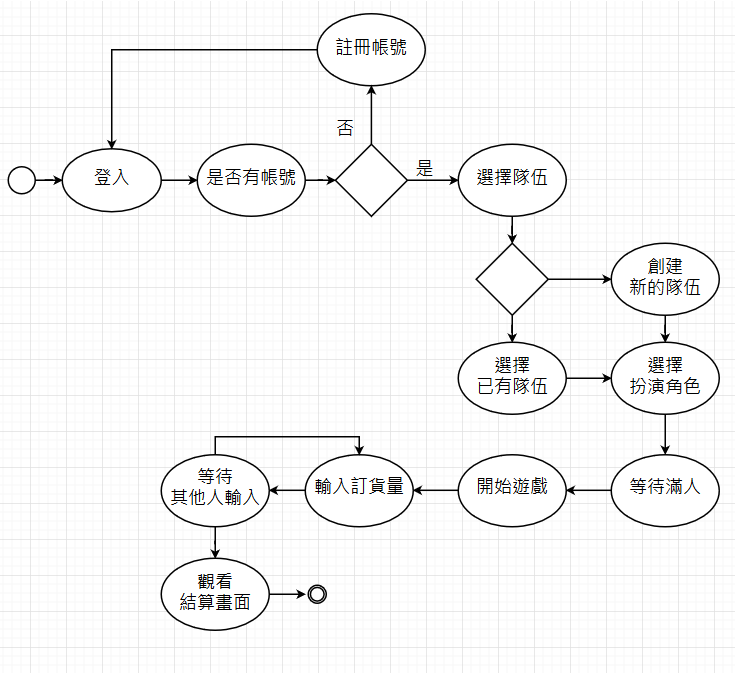 註冊帳號
否
登入
是否有帳號
是
選擇隊伍
創建
新的隊伍
選擇
已有隊伍
選擇
扮演角色
等待
其他人輸入
輸入訂貨量
開始遊戲
等待滿人
觀看
結算畫面